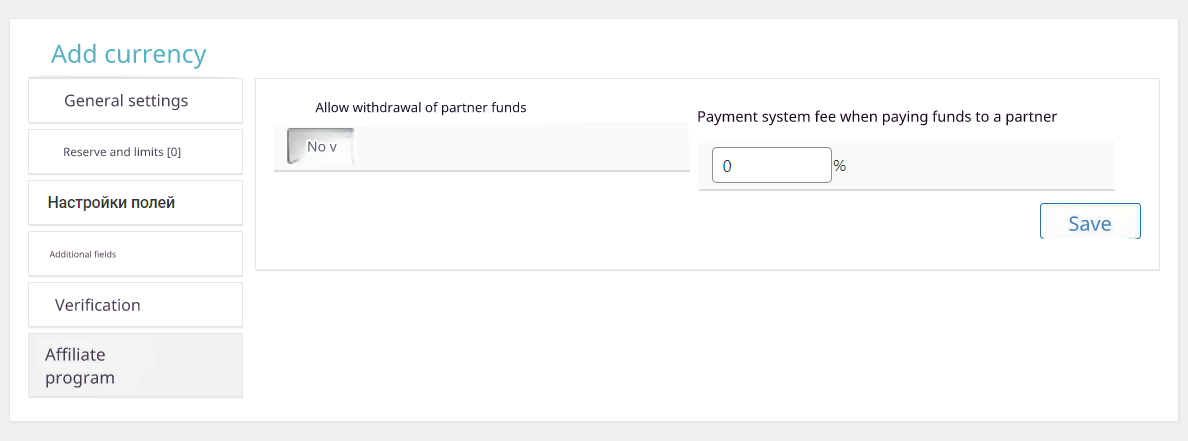 Add currency
General settings
Reserve and limits [0]
Настройки полей
Additional fields
Verification
Affiliate
program
Allow withdrawal of partner funds
No v
Payment system fee when paying funds to a partner
0 %
Save